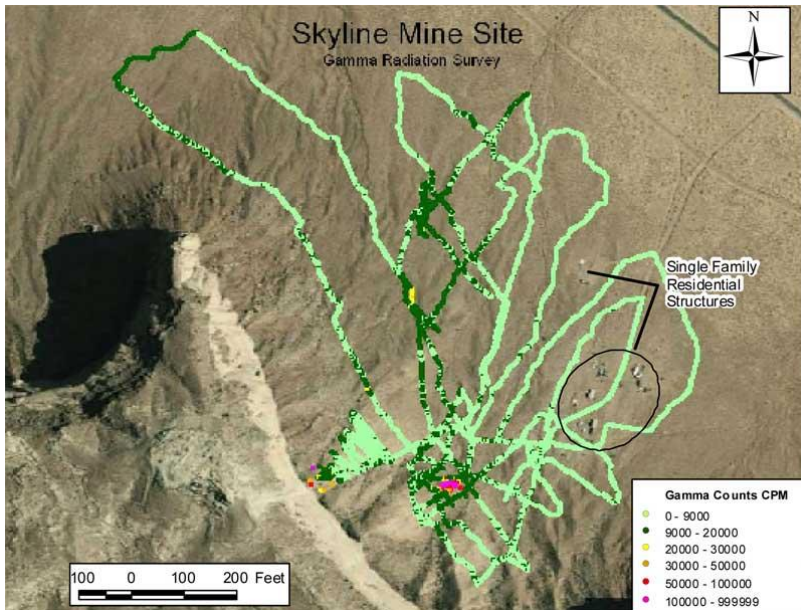 Skyline Mine Site
Gamma Radiation Survey
N
Single Family
Residential
Structures
Gamma Counts CPM
0 - 9000
9000 - 20000
20000 - 30000
30000 - 50000
50000 - 100000
100000 - 999999
100 0 100 200 Feet